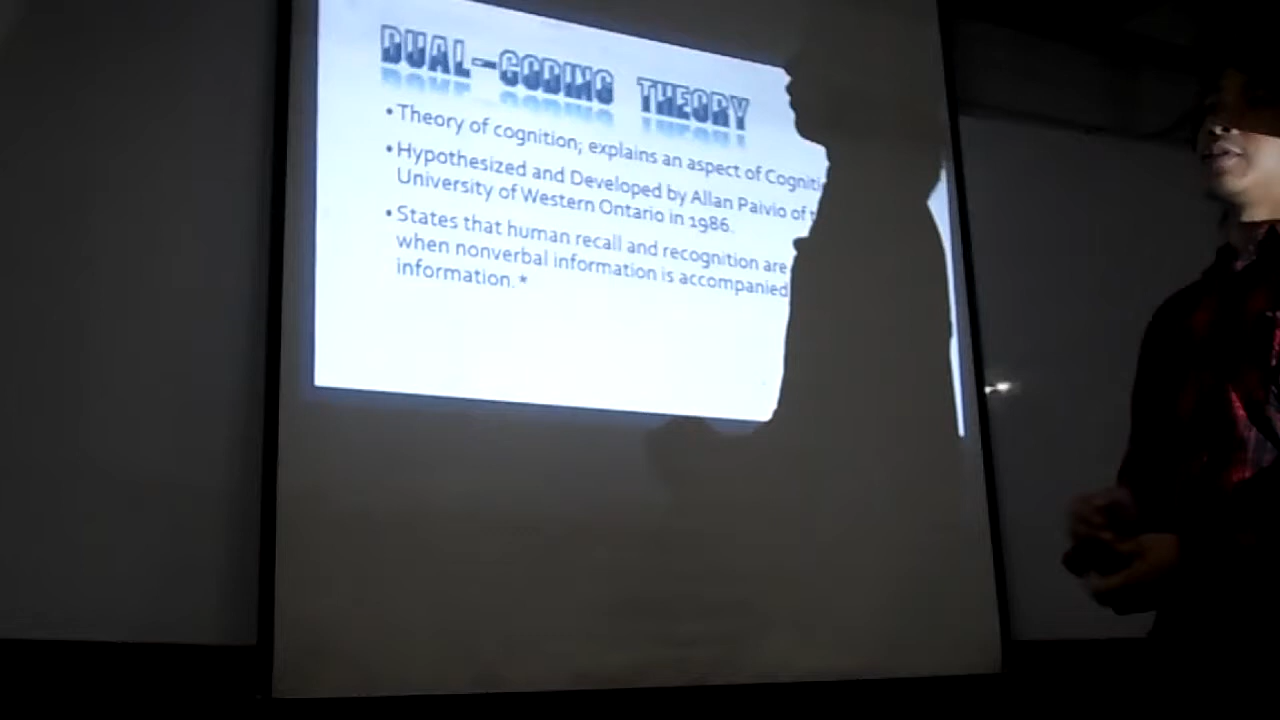 DUAL-CODING THEORY
• Theory of cognition; explains an aspect of Cogniti
• Hypothesized and Developed by Allan Paivio of t
University of Western Ontario in 1986.
• States that human recall and recognition are
when nonverbal information is accompanied
information.*